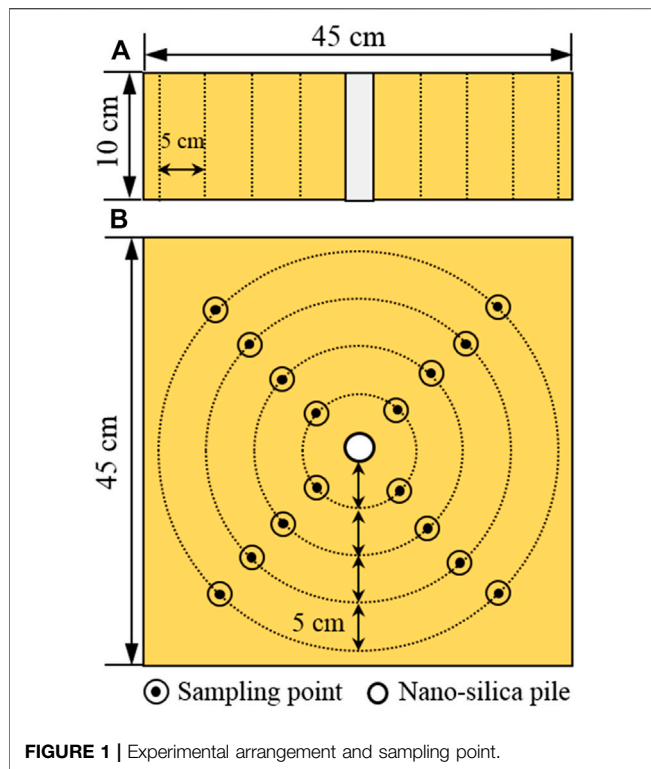 A
45 cm
10 cm
5 cm
B
45 cm
5 cm
Sampling point
Nano-silica pile
FIGURE 1 | Experimental arrangement and sampling point.